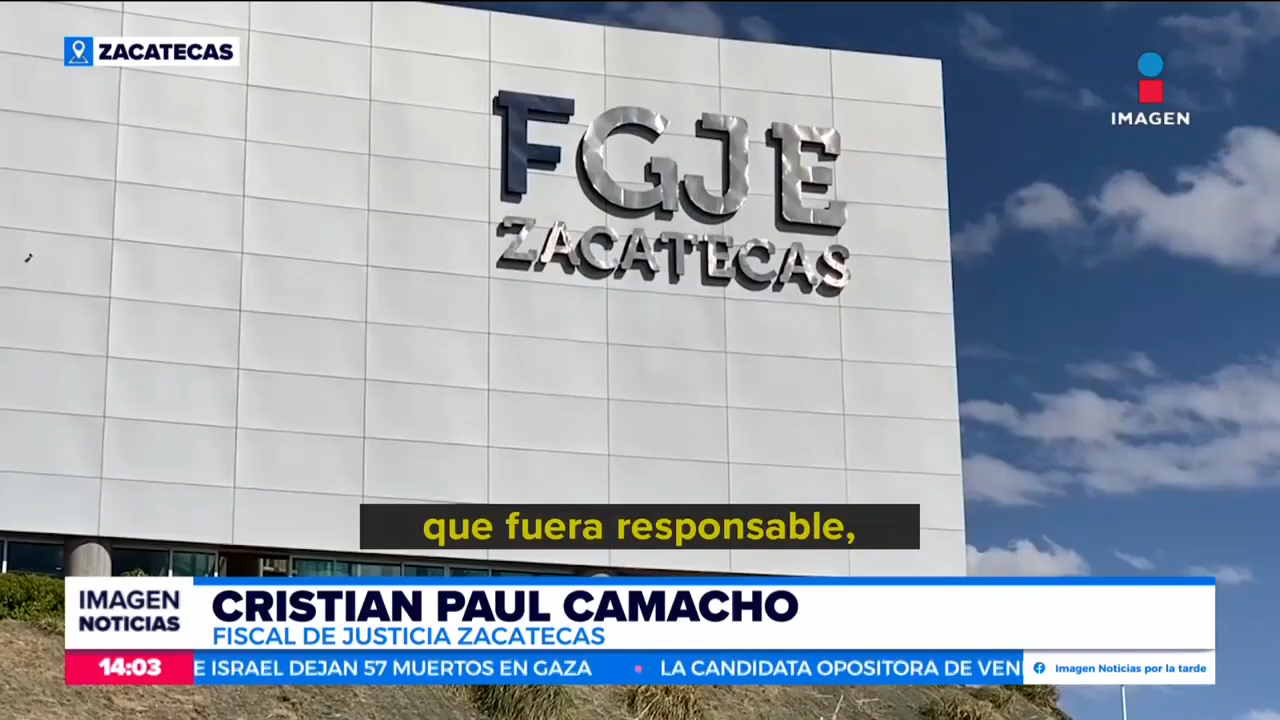 ZACATECAS
IMAGEN
FGJE
ZACATECAS
que fuera responsable,
IMAGEN
NOTICIAS
CRISTIAN PAUL CAMACHO
FISCAL DE JUSTICIA ZACATECAS
14:03
E ISRAEL DEJAN 57 MUERTOS EN GAZA • LA CANDIDATA OPOSITORA DE VEN
Imagen Noticias por la tarde